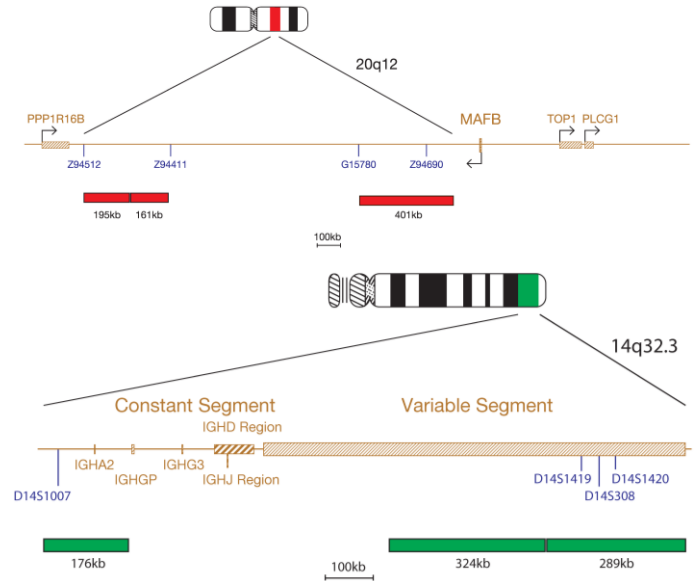 20q12
PPP1R16B
MAFB
TOP1 PLCG1
Z94512
Z94411
G15780
Z94690
195kb
161kb
401kb
100kb
14q32.3
Constant Segment
Variable Segment
IGHD Region
IGHA2
IGHGP
IGHG3
IGHJ Region
D14S1007
D14S1419
D14S1420
D14S308
176kb
324kb
289kb
100kb